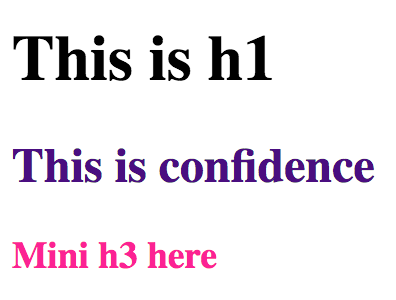 This is h1
This is confidence
Mini h3 here